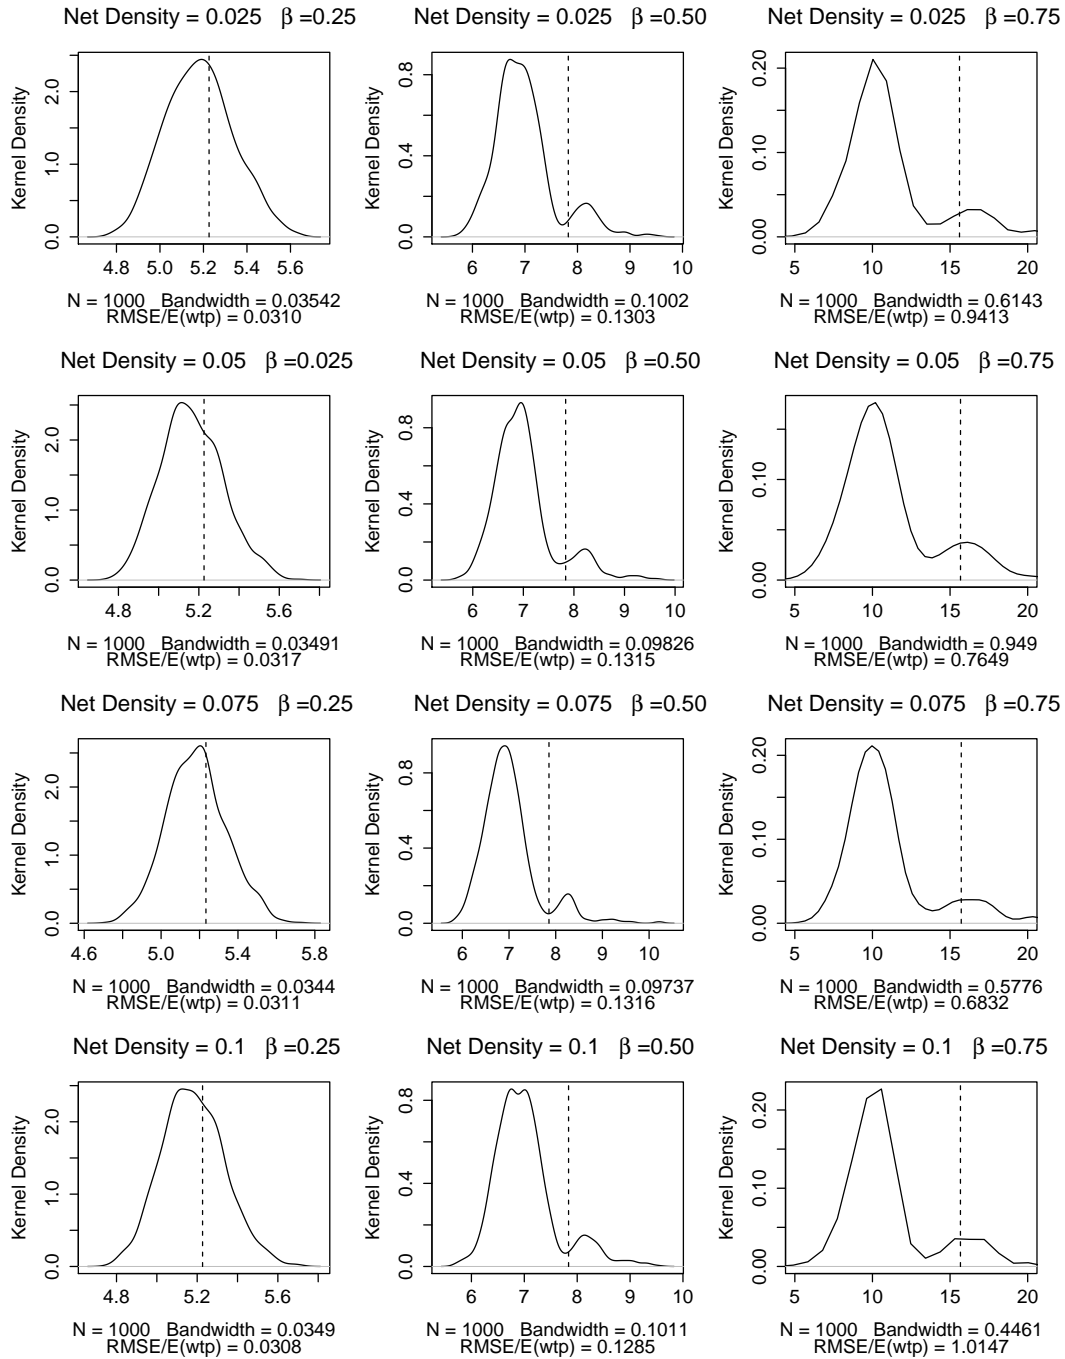 Net Density = 0.025 β =0.25
Kernel Density
0.0 1.0 2.0
4.8 5.0 5.2 5.4 5.6
N = 1000 Bandwidth = 0.03542
RMSE/E(wtp) = 0.0310
Net Density = 0.025 β =0.50
Kernel Density
0.0 0.4 0.8
6 7 8 9 10
N = 1000 Bandwidth = 0.1002
RMSE/E(wtp) = 0.1303
Net Density = 0.025 β =0.75
Kernel Density
0.00 0.10 0.20
5 10 15 20
N = 1000 Bandwidth = 0.6143
RMSE/E(wtp) = 0.9413
Net Density = 0.05 β =0.025
Kernel Density
0.0 1.0 2.0
4.8 5.2 5.6
N = 1000 Bandwidth = 0.03491
RMSE/E(wtp) = 0.0317
Net Density = 0.05 β =0.50
Kernel Density
0.0 0.4 0.8
6 7 8 9 10
N = 1000 Bandwidth = 0.09826
RMSE/E(wtp) = 0.1315
Net Density = 0.05 β =0.75
Kernel Density
0.00 0.10
5 10 15 20
N = 1000 Bandwidth = 0.949
RMSE/E(wtp) = 0.7649
Net Density = 0.075 β =0.25
Kernel Density
0.0 1.0 2.0
4.6 5.0 5.4 5.8
N = 1000 Bandwidth = 0.0344
RMSE/E(wtp) = 0.0311
Net Density = 0.075 β =0.50
Kernel Density
0.0 0.4 0.8
6 7 8 9 10
N = 1000 Bandwidth = 0.09737
RMSE/E(wtp) = 0.1316
Net Density = 0.075 β =0.75
Kernel Density
0.00 0.10 0.20
5 10 15 20
N = 1000 Bandwidth = 0.5776
RMSE/E(wtp) = 0.6832
Net Density = 0.1 β =0.25
Kernel Density
0.0 1.0 2.0
4.8 5.2 5.6
N = 1000 Bandwidth = 0.0349
RMSE/E(wtp) = 0.0308
Net Density = 0.1 β =0.50
Kernel Density
0.0 0.4 0.8
6 7 8 9 10
N = 1000 Bandwidth = 0.1011
RMSE/E(wtp) = 0.1285
Net Density = 0.1 β =0.75
Kernel Density
0.00 0.10 0.20
5 10 15 20
N = 1000 Bandwidth = 0.4461
RMSE/E(wtp) = 1.0147